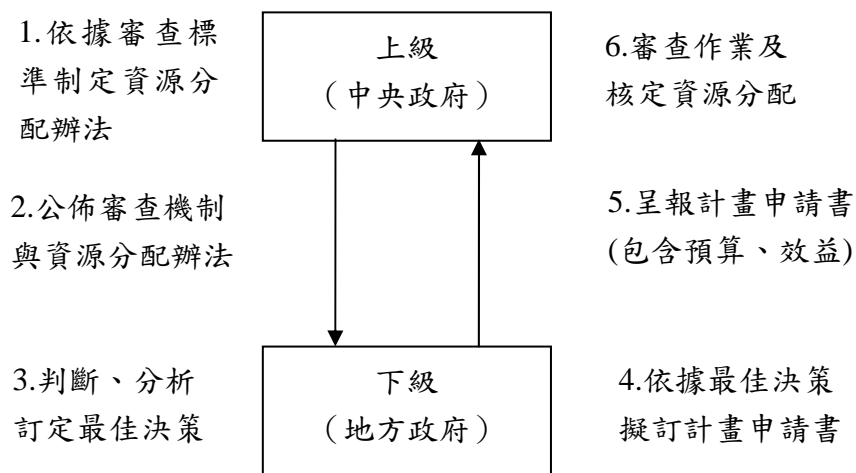 1.依據審查標
準制定資源分
配辦法
上級
（中央政府）
6.審查作業及
核定資源分配
2.公佈審查機制
與資源分配辦法
5.呈報計畫申請書
(包含預算、效益)
3.判斷、分析
訂定最佳決策
下級
（地方政府）
4.依據最佳決策
擬訂計畫申請書